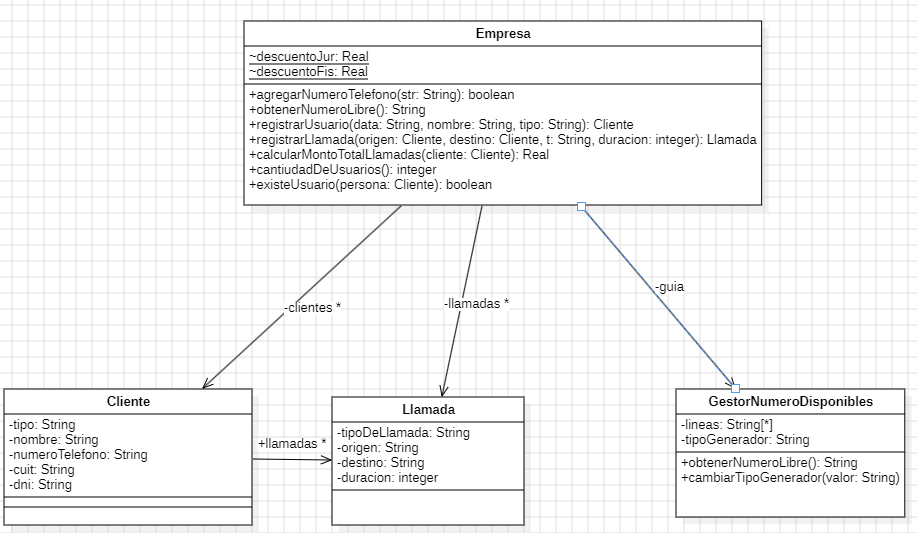 Empresa
~descuentoJur: Real
~descuentoFis: Real
+agregarNumeroTelefono(str: String): boolean
+obtenerNumeroLibre(): String
+registrarUsuario(data: String, nombre: String, tipo: String): Cliente
+registrarLlamada(origen: Cliente, destino: Cliente, t: String, duracion: integer): Llamada
+calcularMontoTotalLlamadas(cliente: Cliente): Real
+cantiudadDeUsuarios(): integer
+existeUsuario(persona: Cliente): boolean
-clientes *
-llamadas *
-guia
Cliente
-tipo: String
-nombre: String
-numeroTelefono: String
-cuit: String
-dni: String
+llamadas *
Llamada
-tipoDeLlamada: String
-origen: String
-destino: String
-duracion: integer
GestorNumeroDisponibles
-lineas: String[*]
-tipoGenerador: String
+obtenerNumeroLibre(): String
+cambiarTipoGenerador(valor: String)